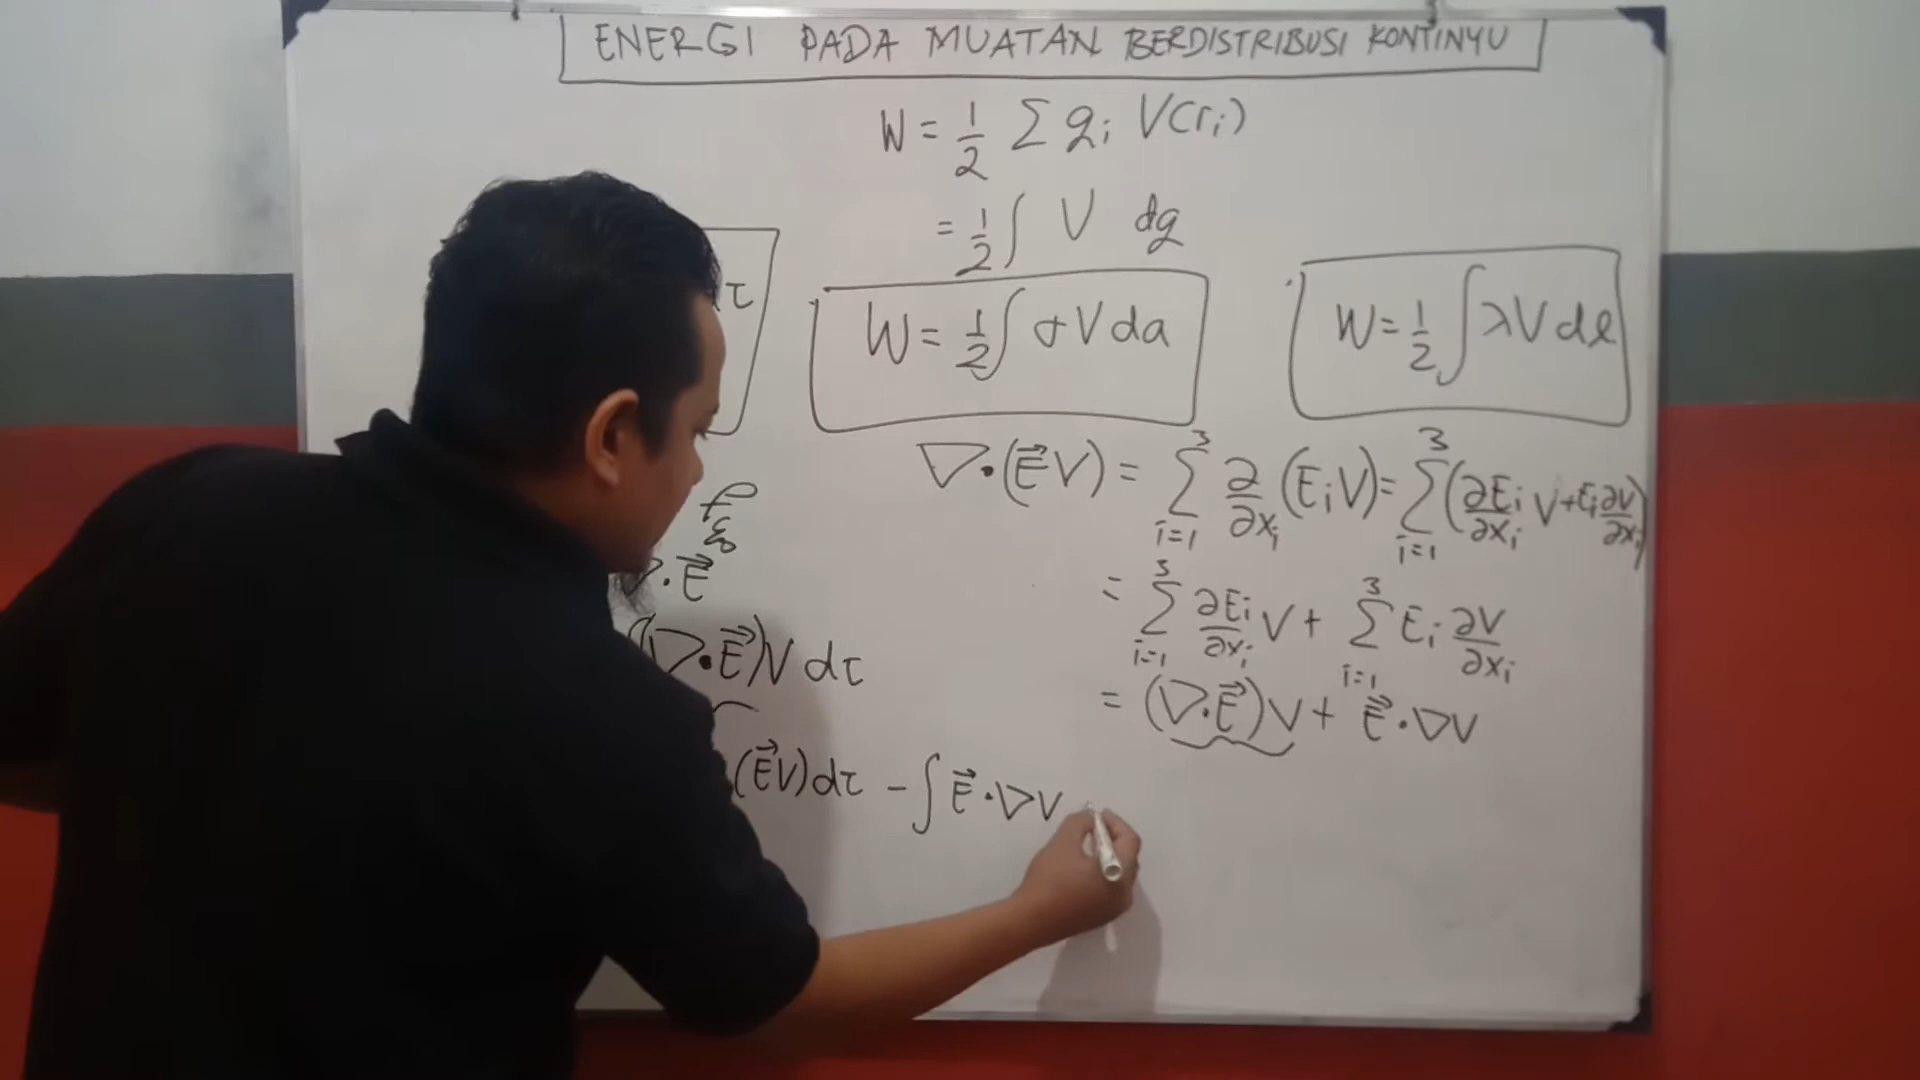 ENERGI PADA MUATAN BERDISTRIBUSI KONTINYU
W = 1/2 Σ qᵢ V(rᵢ)
= 1/2 ∫ V dq
τ
W = 1/2 ∫ σ V da
W = 1/2 ∫ λ V dl
∇·(E⃗V) = Σ_{i=1}^{3} ∂/∂xᵢ (EᵢV) = Σ_{i=1}^{3} (∂Eᵢ/∂xᵢ V + Eᵢ ∂V/∂xᵢ)
ρ/ε₀
∇·E⃗
= Σ_{i=1}^{3} ∂Eᵢ/∂xᵢ V + Σ_{i=1}^{3} Eᵢ ∂V/∂xᵢ
(∇·E⃗)V dτ
= (∇·E⃗)V + E⃗·∇V
(E⃗V)dτ - ∫ E⃗·∇V